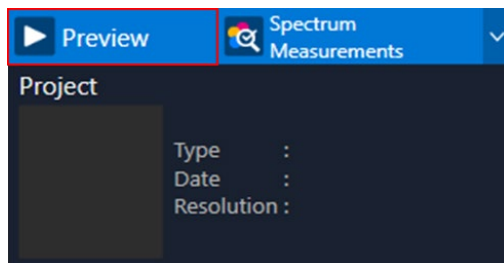 Preview
Spectrum
Measurements
Project
Type :
Date :
Resolution :